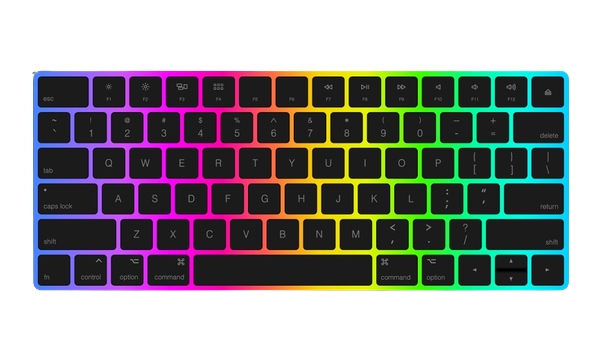 esc F1 F2 F3 F4 F5 F6 F7 F8 F9 F10 F11 F12
~ ! @ # $ % ^ & * ( ) _ +
` 1 2 3 4 5 6 7 8 9 0 - = delete
tab Q W E R T Y U I O P { [ } ] | \
caps lock A S D F G H J K L : ; " ' return
shift Z X C V B N M < , > . ? / shift
fn ^ control ⌥ option ⌘ command ⌘ command ⌥ option ◄ ▲ ▼ ►